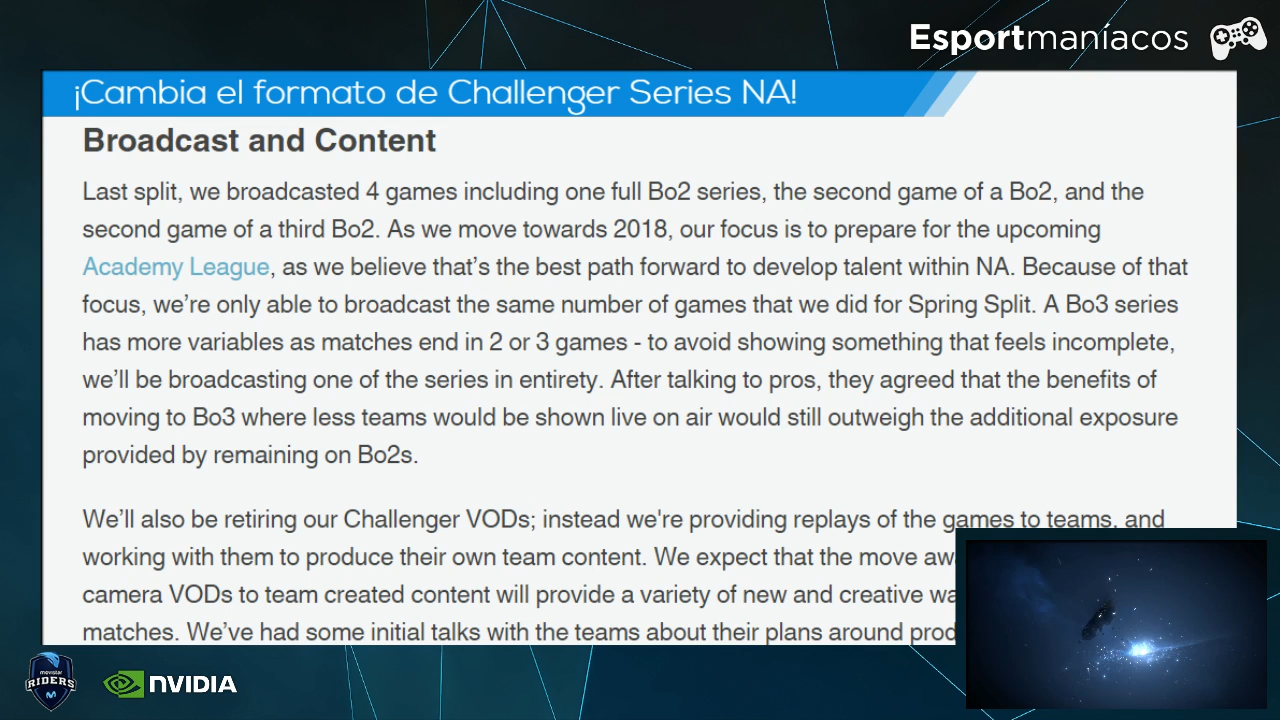 Esportmaníacos
¡Cambia el formato de Challenger Series NA!
Broadcast and Content
Last split, we broadcasted 4 games including one full Bo2 series, the second game of a Bo2, and the
second game of a third Bo2. As we move towards 2018, our focus is to prepare for the upcoming
Academy League, as we believe that's the best path forward to develop talent within NA. Because of that
focus, we're only able to broadcast the same number of games that we did for Spring Split. A Bo3 series
has more variables as matches end in 2 or 3 games - to avoid showing something that feels incomplete,
we'll be broadcasting one of the series in entirety. After talking to pros, they agreed that the benefits of
moving to Bo3 where less teams would be shown live on air would still outweigh the additional exposure
provided by remaining on Bo2s.
We'll also be retiring our Challenger VODs; instead we're providing replays of the games to teams, and
working with them to produce their own team content. We expect that the move
camera VODs to team created content will provide a variety of new and creative
matches. We've had some initial talks with the teams about their plans around
movistar
RIDERS
NVIDIA